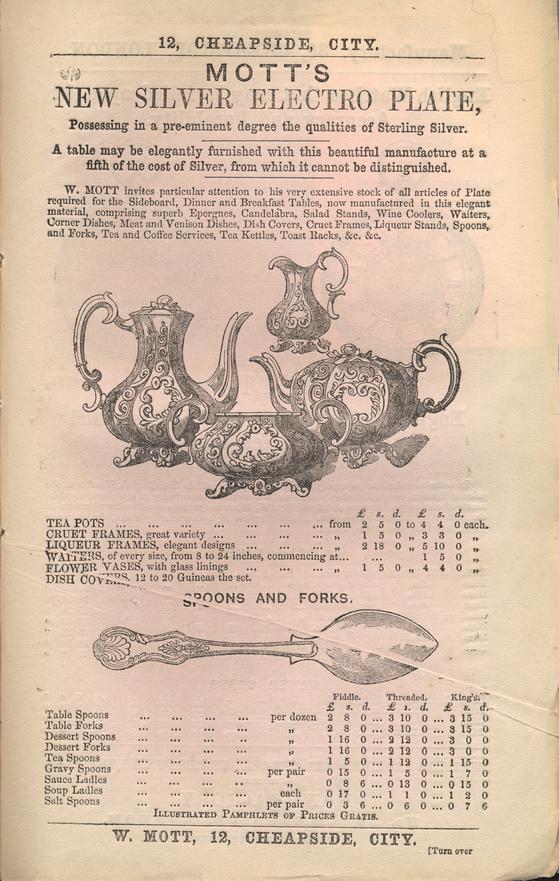 12, CHEAPSIDE, CITY.
MOTT'S
NEW SILVER ELECTRO PLATE,
Possessing in a pre-eminent degree the qualities of Sterling Silver.
A table may be elegantly furnished with this beautiful manufacture at a
fifth of the cost of Silver, from which it cannot be distinguished.
W. MOTT invites particular attention to his very extensive stock of all articles of Plate
required for the Sideboard, Dinner and Breakfast Tables, now manufactured in this elegant
material, comprising superb Epergnes, Candelabra, Salad Stands, Wine Coolers, Waiters,
Corner Dishes, Meat and Venison Dishes, Dish Covers, Cruet Frames, Liqueur Stands, Spoons,
and Forks, Tea and Coffee Services, Tea Kettles, Toast Racks, &c. &c.
£ s. d. £ s. d.
TEA POTS ... ... ... ... ... ... ... from 2 5 0 to 4 4 0 each.
CRUET FRAMES, great variety ... ... ... ... „ 1 5 0 „ 3 3 0 „
LIQUEUR FRAMES, elegant designs ... ... ... ... „ 2 18 0 „ 5 10 0 „
WAITERS, of every size, from 8 to 24 inches, commencing at... ... 1 5 0 „
FLOWER VASES, with glass linings ... ... ... ... „ 1 5 0 „ 4 4 0 „
DISH COVERS, 12 to 20 Guineas the set.
SPOONS AND FORKS.
Fiddle. Threaded. King's.
£ s. d. £ s. d. £ s. d.
Table Spoons ... ... ... ... per dozen 2 8 0 ... 3 10 0 ... 3 15 0
Table Forks ... ... ... ... „ 2 8 0 ... 3 10 0 ... 3 15 0
Dessert Spoons ... ... ... ... „ 1 16 0 ... 2 12 0 ... 3 0 0
Dessert Forks ... ... ... ... „ 1 16 0 ... 2 12 0 ... 3 0 0
Tea Spoons ... ... ... ... „ 1 5 0 ... 1 12 0 ... 1 15 0
Gravy Spoons ... ... ... ... per pair 0 15 0 ... 1 5 0 ... 1 7 0
Sauce Ladles ... ... ... ... „ 0 8 6 ... 0 13 0 ... 0 15 0
Soup Ladles ... ... ... ... each 0 17 0 ... 1 1 0 ... 1 2 0
Salt Spoons ... ... ... ... per pair 0 3 6 ... 0 6 0 ... 0 7 6
ILLUSTRATED PAMPHLETS OF PRICES GRATIS.
W. MOTT, 12, CHEAPSIDE, CITY.
[Turn over